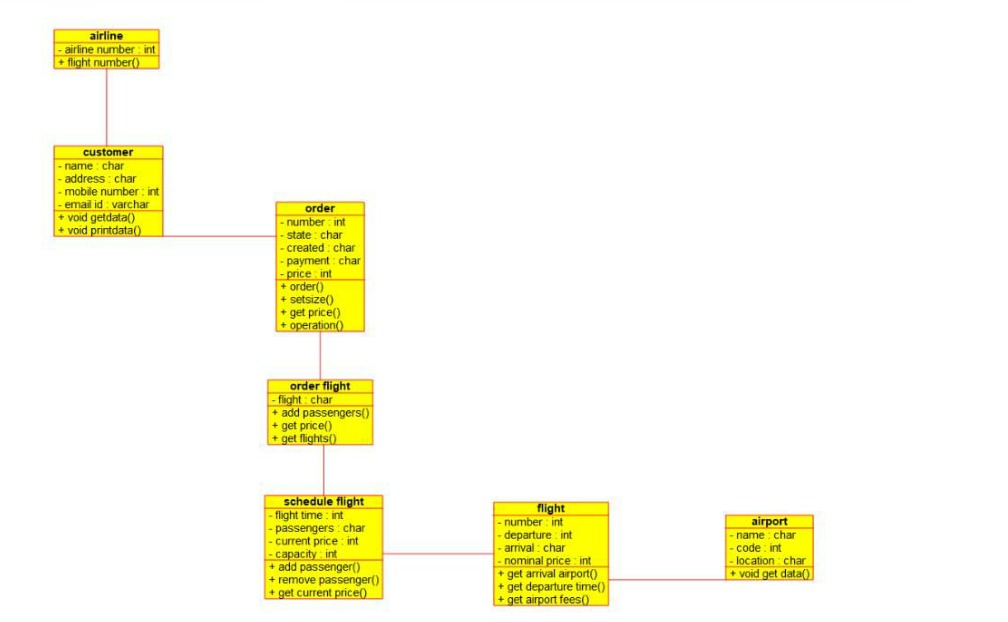 airline
- airline number : int
+ flight number()
customer
- name : char
- address : char
- mobile number : int
- email id : varchar
+ void getdata()
+ void printdata()
order
- number : int
- state : char
- created : char
- payment : char
- price : int
+ order()
+ setsize()
+ get price()
+ operation()
order flight
- flight : char
+ add passengers()
+ get price()
+ get flights()
schedule flight
- flight time : int
- passengers : char
- current price : int
- capacity : int
+ add passenger()
+ remove passenger()
+ get current price()
flight
- number : int
- departure : int
- arrival : char
- nominal price : int
+ get arrival airport()
+ get departure time()
+ get airport fees()
airport
- name : char
- code : int
- location : char
+ void get data()